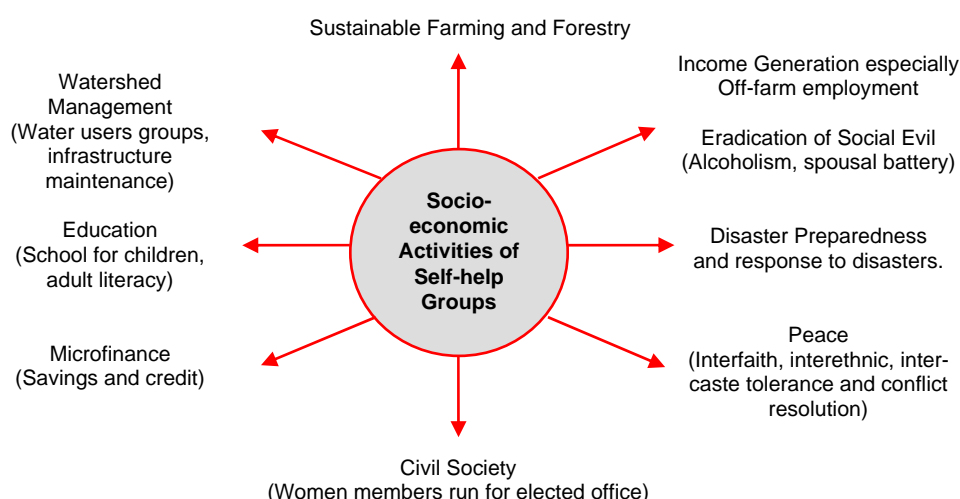 Sustainable Farming and Forestry
Income Generation especially
Off-farm employment
Watershed
Management
(Water users groups,
infrastructure
maintenance)
Eradication of Social Evil
(Alcoholism, spousal battery)
Socio-
economic
Activities of
Self-help
Groups
Education
(School for children,
adult literacy)
Disaster Preparedness
and response to disasters.
Microfinance
(Savings and credit)
Peace
(Interfaith, interethnic, inter-
caste tolerance and conflict
resolution)
Civil Society
(Women members run for elected office)